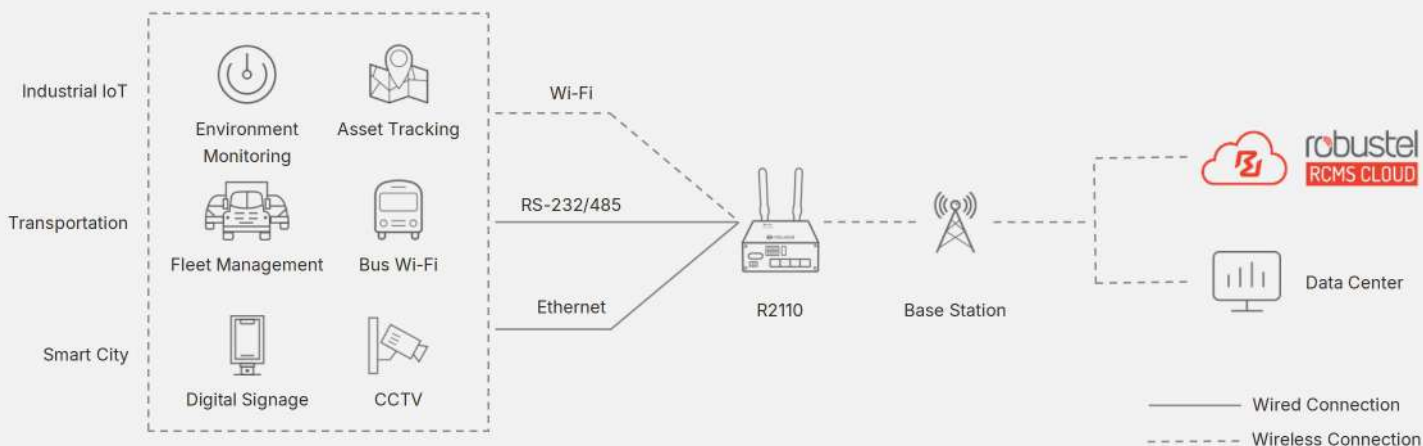 Industrial IoT
Environment
Monitoring
Asset Tracking
Transportation
Fleet Management
Bus Wi-Fi
Smart City
Digital Signage
CCTV
Wi-Fi
RS-232/485
Ethernet
R2110
Base Station
robustel
RCMS CLOUD
Data Center
Wired Connection
Wireless Connection